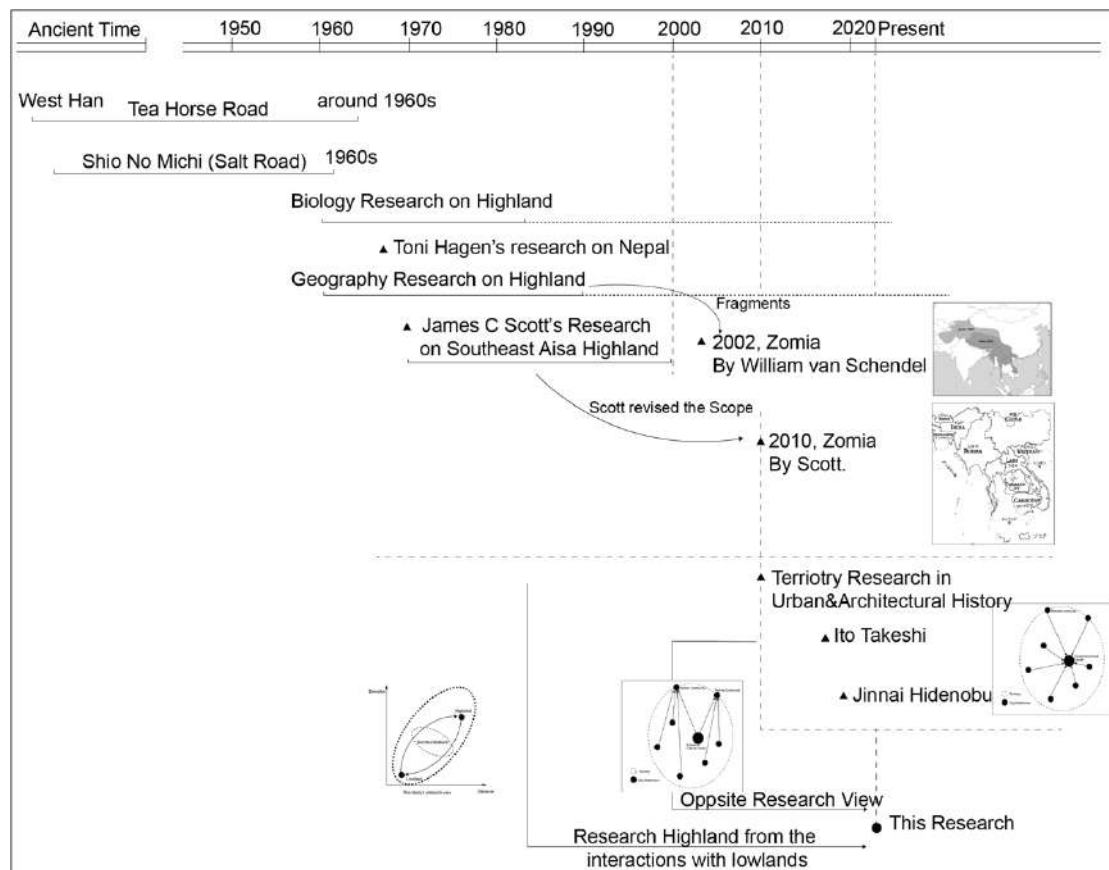 Ancient Time
1950
1960
1970
1980
1990
2000
2010
2020
Present
West Han
Tea Horse Road
around 1960s
Shio No Michi (Salt Road)
1960s
Biology Research on Highland
Toni Hagen's research on Nepal
Geography Research on Highland
Fragments
James C Scott's Research
on Southeast Aisa Highland
2002, Zomia
By William van Schendel
Scott revised the Scope
2010, Zomia
By Scott.
Terriotry Research in
Urban&Architectural History
Ito Takeshi
Jinnai Hidenobu
Oppsite Research View
This Research
Research Highland from the
interactions with lowlands